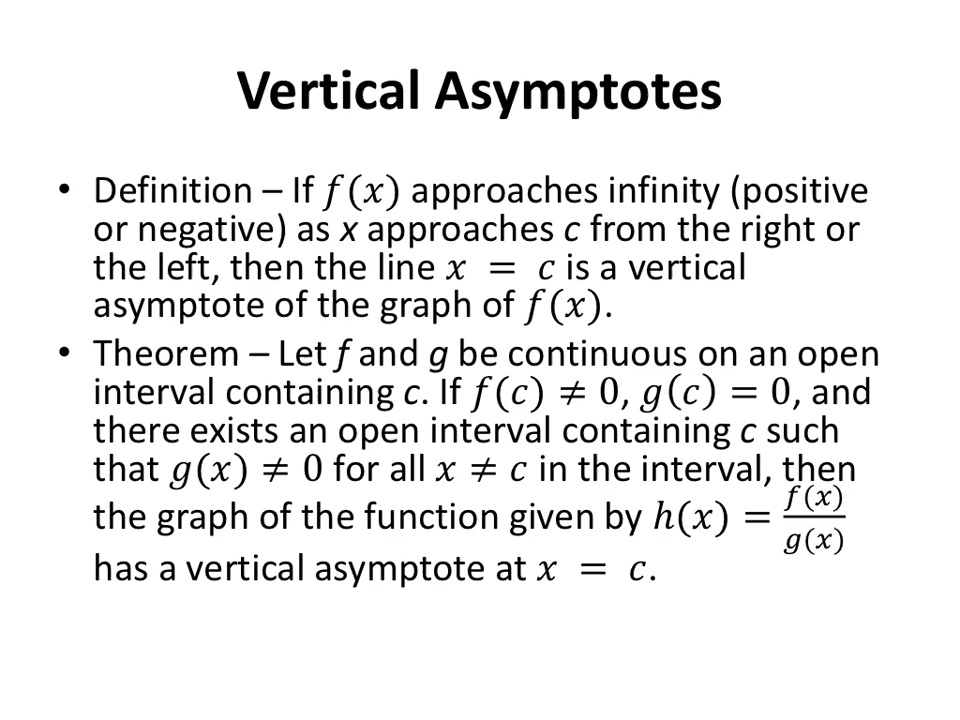 Vertical Asymptotes
• Definition – If 𝑓(𝑥) approaches infinity (positive
or negative) as x approaches c from the right or
the left, then the line 𝑥 = 𝑐 is a vertical
asymptote of the graph of 𝑓(𝑥).
• Theorem – Let f and g be continuous on an open
interval containing c. If 𝑓(𝑐) ≠ 0, 𝑔(𝑐) = 0, and
there exists an open interval containing c such
that 𝑔(𝑥) ≠ 0 for all 𝑥 ≠ 𝑐 in the interval, then
the graph of the function given by ℎ(𝑥) = 𝑓(𝑥)/𝑔(𝑥)
has a vertical asymptote at 𝑥 = 𝑐.